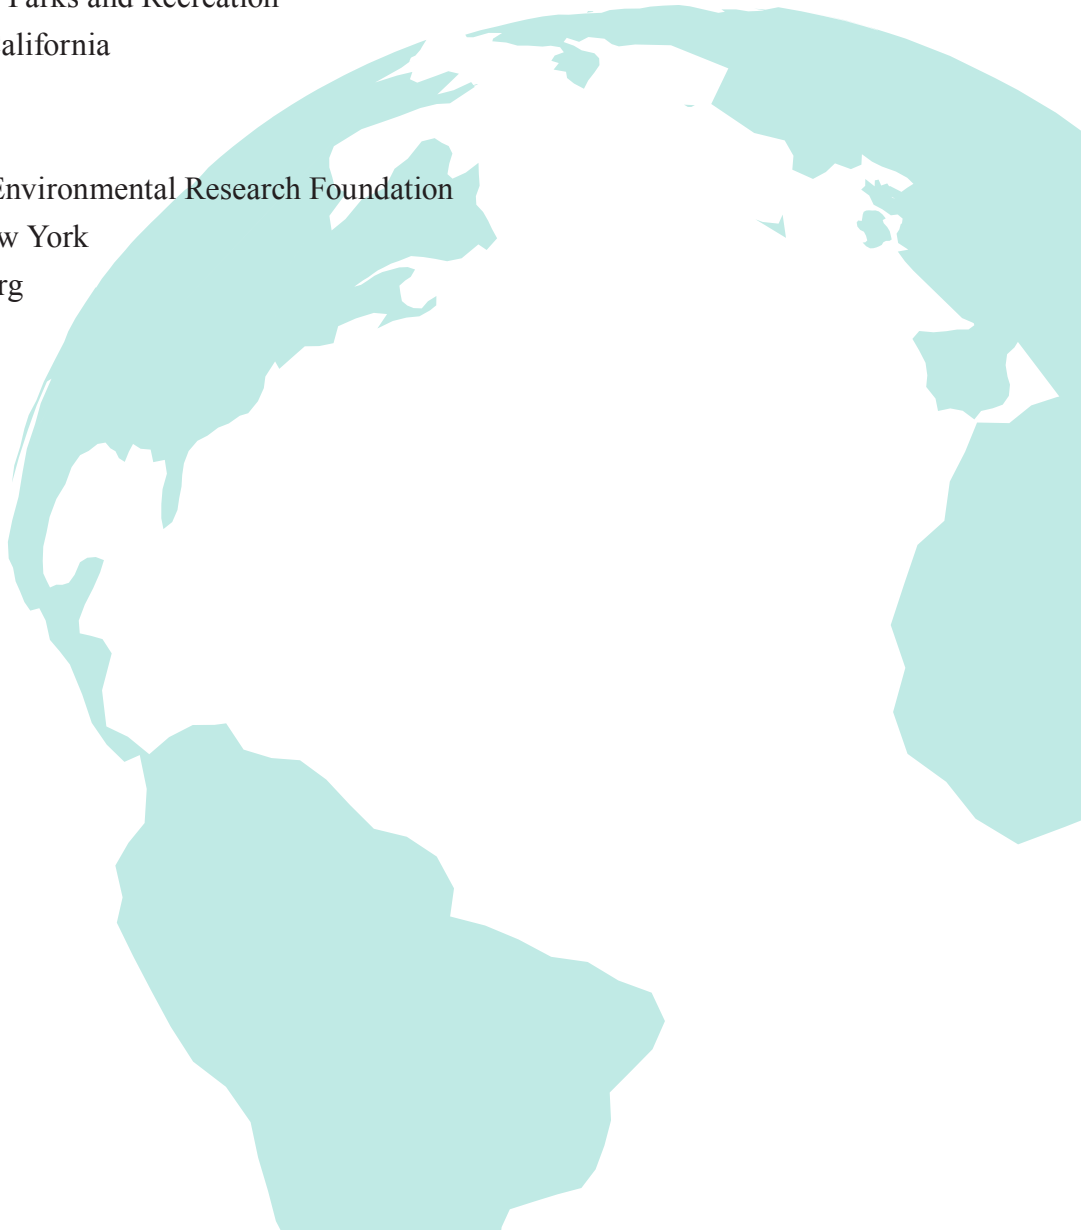 Parks and Recreation
alifornia
Environmental Research Foundation
w York
rg